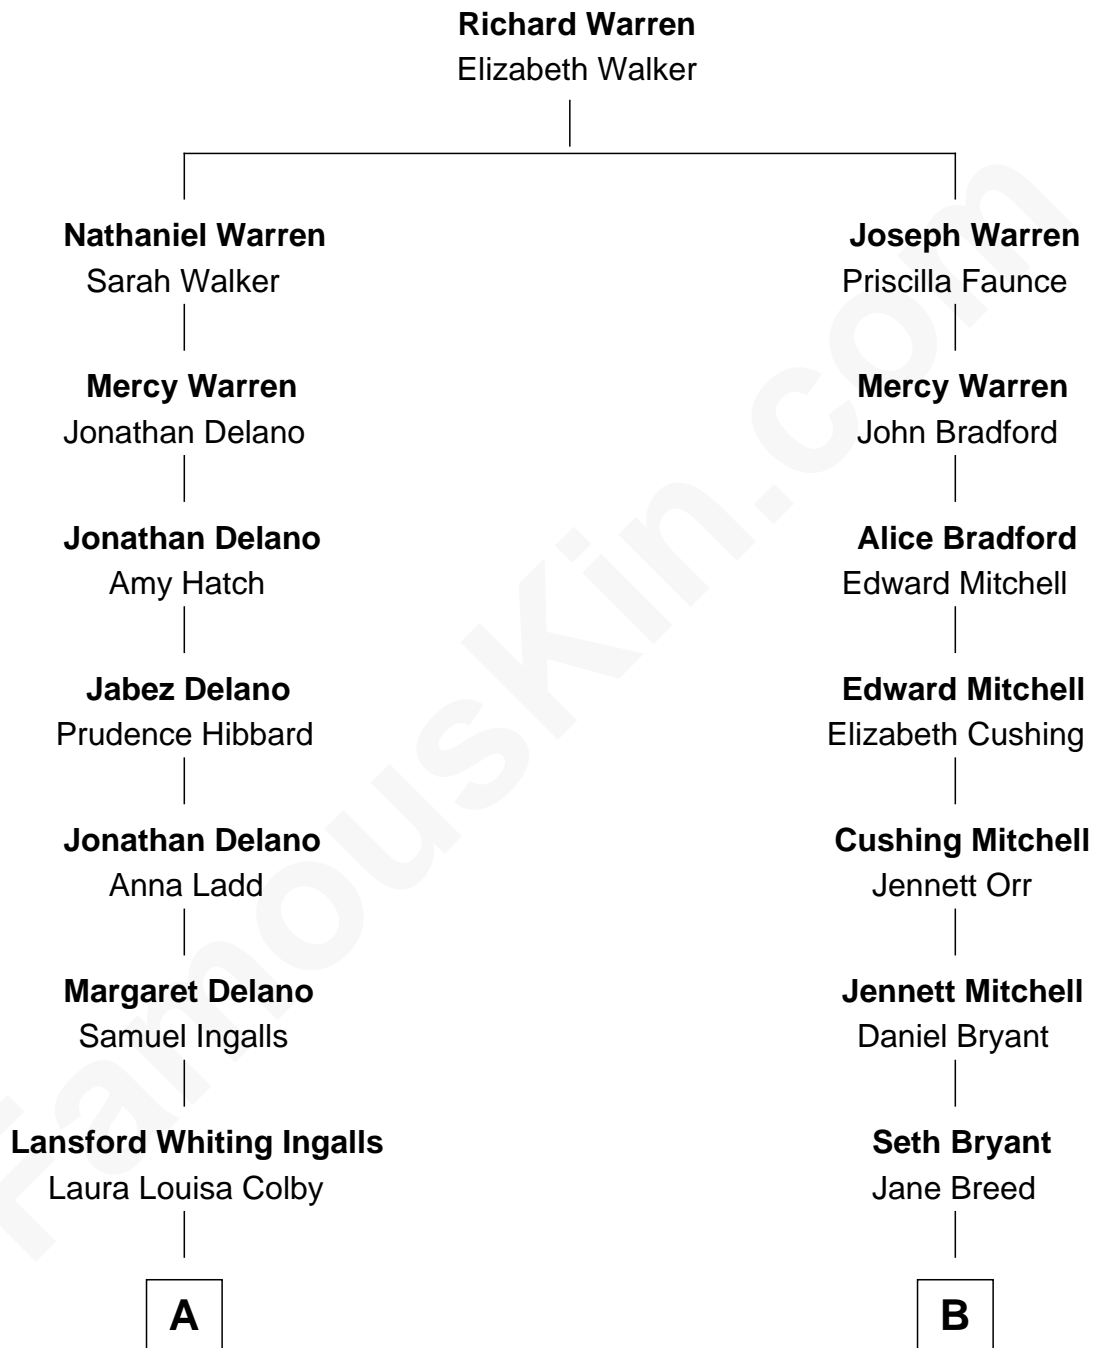 Richard Warren
Elizabeth Walker
Nathaniel Warren
Sarah Walker
Joseph Warren
Priscilla Faunce
Mercy Warren
Jonathan Delano
Mercy Warren
John Bradford
Jonathan Delano
Amy Hatch
Alice Bradford
Edward Mitchell
Jabez Delano
Prudence Hibbard
Edward Mitchell
Elizabeth Cushing
Jonathan Delano
Anna Ladd
Cushing Mitchell
Jennett Orr
Margaret Delano
Samuel Ingalls
Jennett Mitchell
Daniel Bryant
Lansford Whiting Ingalls
Laura Louisa Colby
Seth Bryant
Jane Breed
A
B
FamousKin.com